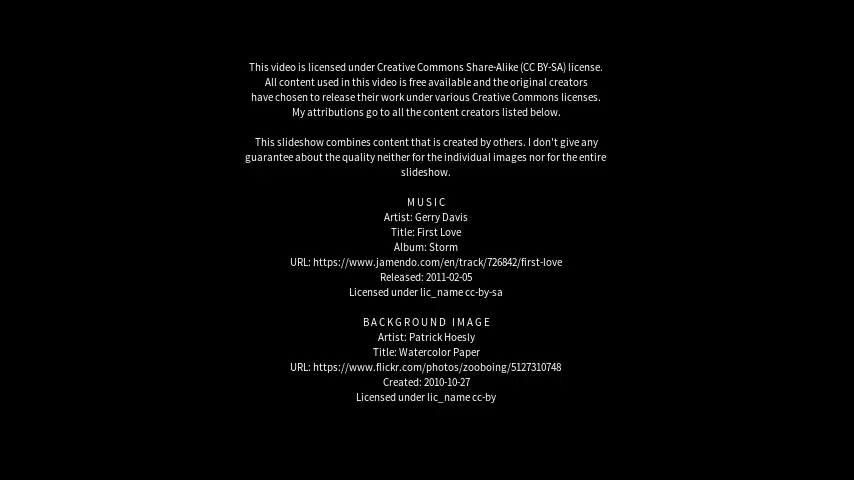 This video is licensed under Creative Commons Share-Alike (CC BY-SA) license.
All content used in this video is free available and the original creators
have chosen to release their work under various Creative Commons licenses.
My attributions go to all the content creators listed below.
This slideshow combines content that is created by others. I don't give any
guarantee about the quality neither for the individual images nor for the entire
slideshow.
MUSIC
Artist: Gerry Davis
Title: First Love
Album: Storm
URL: https://www.jamendo.com/en/track/726842/first-love
Released: 2011-02-05
Licensed under lic_name cc-by-sa
BACKGROUND IMAGE
Artist: Patrick Hoesly
Title: Watercolor Paper
URL: https://www.flickr.com/photos/zooboing/5127310748
Created: 2010-10-27
Licensed under lic_name cc-by